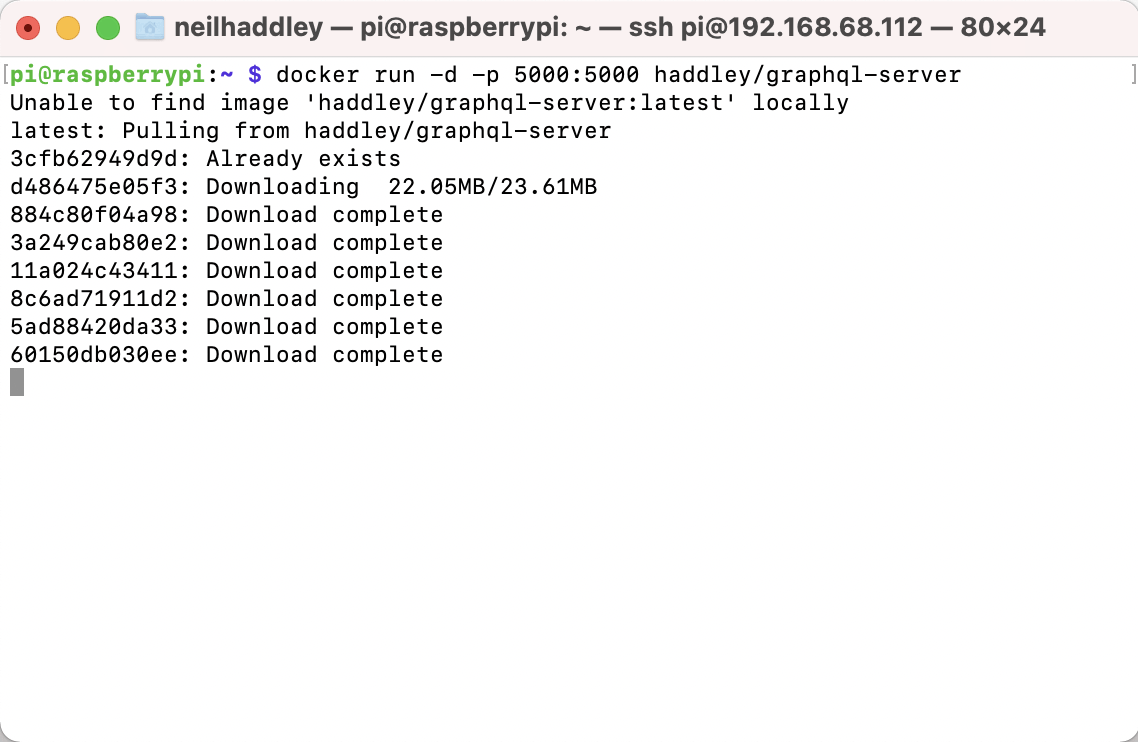 neilhaddley — pi@raspberrypi: ~ — ssh pi@192.168.68.112 — 80×24
[pi@raspberrypi:~ $ docker run -d -p 5000:5000 haddley/graphql-server ]
Unable to find image 'haddley/graphql-server:latest' locally
latest: Pulling from haddley/graphql-server
3cfb62949d9d: Already exists
d486475e05f3: Downloading  22.05MB/23.61MB
884c80f04a98: Download complete
3a249cab80e2: Download complete
11a024c43411: Download complete
8c6ad71911d2: Download complete
5ad88420da33: Download complete
60150db030ee: Download complete